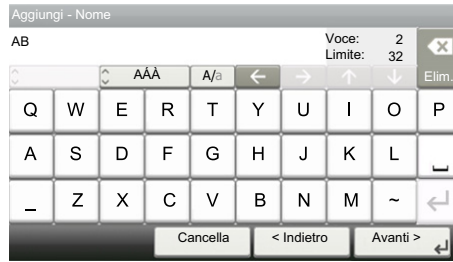 Aggiungi - Nome
AB
Voce: 2
Limite: 32
AÁÀ A/a ← → ↑ ↓ Elim.
Q W E R T Y U I O P
A S D F G H J K L
_ Z X C V B N M ~
Cancella < Indietro Avanti >